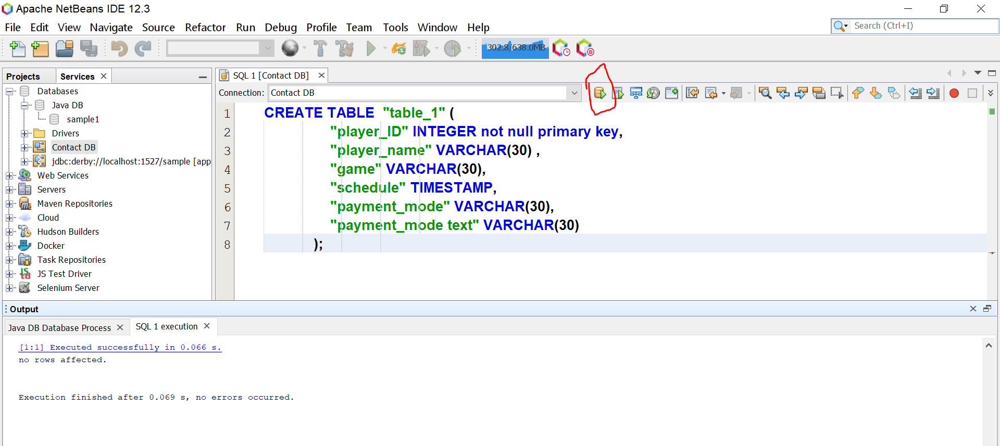 Apache NetBeans IDE 12.3
File Edit View Navigate Source Refactor Run Debug Profile Team Tools Window Help
Search (Ctrl+I)
302.8/638.0MB
Projects
Services
Databases
Java DB
sample1
Drivers
Contact DB
jdbc:derby://localhost:1527/sample [app
Web Services
Servers
Maven Repositories
Cloud
Hudson Builders
Docker
Task Repositories
JS Test Driver
Selenium Server
SQL 1 [Contact DB]
Connection: Contact DB
1 CREATE TABLE "table_1" (
2 "player_ID" INTEGER not null primary key,
3 "player_name" VARCHAR(30) ,
4 "game" VARCHAR(30),
5 "schedule" TIMESTAMP,
6 "payment_mode" VARCHAR(30),
7 "payment_mode text" VARCHAR(30)
8 );
Output
Java DB Database Process
SQL 1 execution
[1:1] Executed successfully in 0.066 s.
no rows affected.
Execution finished after 0.069 s, no errors occurred.